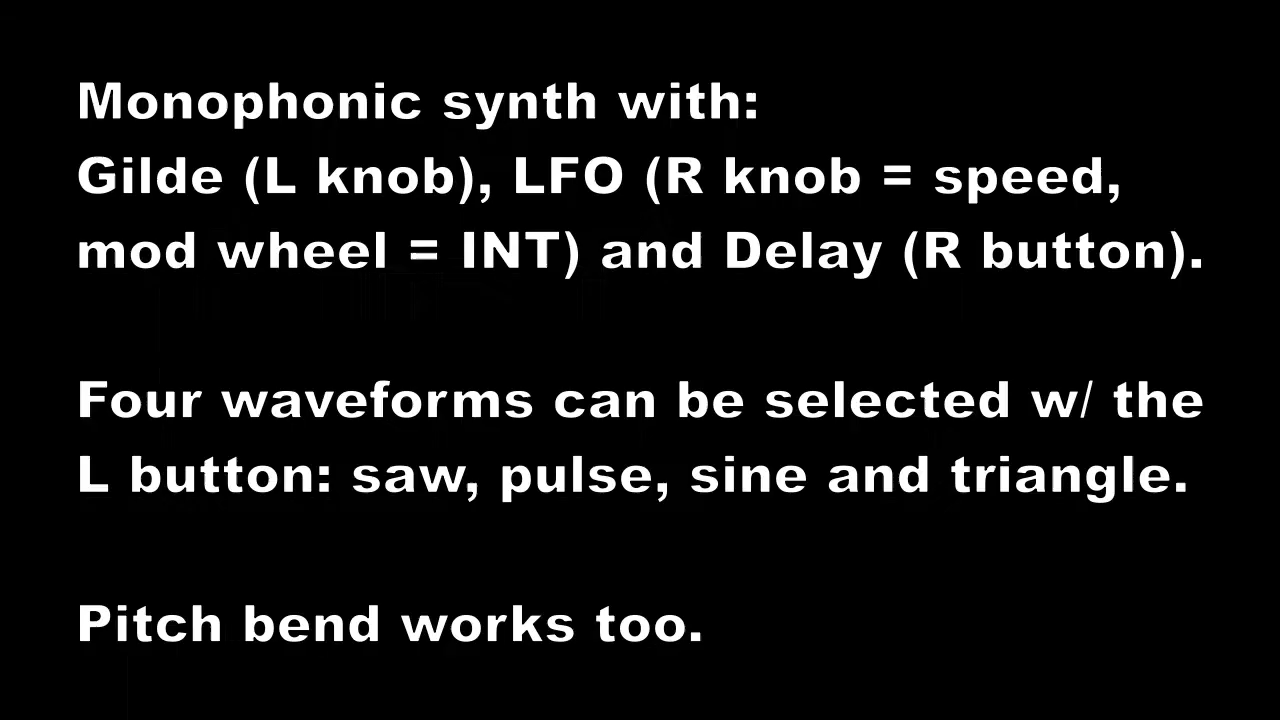 Monophonic synth with:
Gilde (L knob), LFO (R knob = speed,
mod wheel = INT) and Delay (R button).
Four waveforms can be selected w/ the
L button: saw, pulse, sine and triangle.
Pitch bend works too.